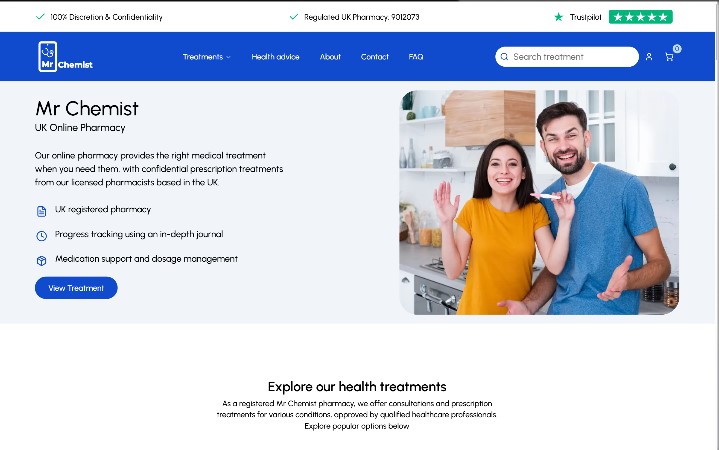 100% Discretion & Confidentiality
Regulated UK Pharmacy: 9012073
Trustpilot
Mr Chemist
Treatments
Health advice
About
Contact
FAQ
Search treatment
0
Mr Chemist
UK Online Pharmacy
Our online pharmacy provides the right medical treatment
when you need them, with confidential prescription treatments
from our licensed pharmacists based in the UK.
UK registered pharmacy
Progress tracking using an in-depth journal
Medication support and dosage management
View Treatment
Explore our health treatments
As a registered Mr Chemist pharmacy, we offer consultations and prescription
treatments for various conditions, approved by qualified healthcare professionals.
Explore popular options below